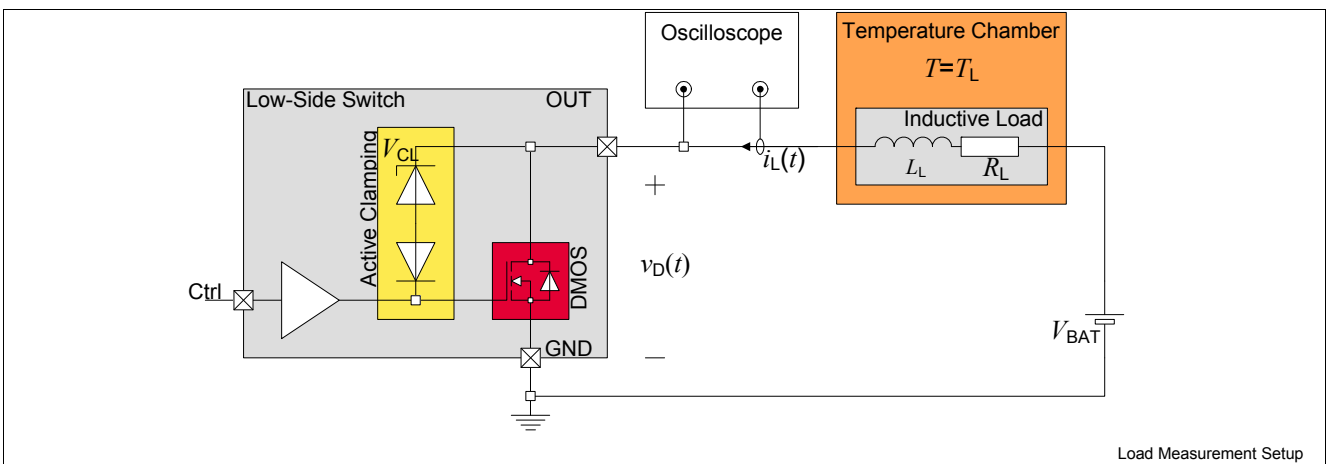 Oscilloscope
Temperature Chamber
T=TL
Low-Side Switch
OUT
Inductive Load
VCL
iL(t)
LL
RL
Active Clamping
+
vD(t)
DMOS
Ctrl
VBAT
GND
–
Load Measurement Setup